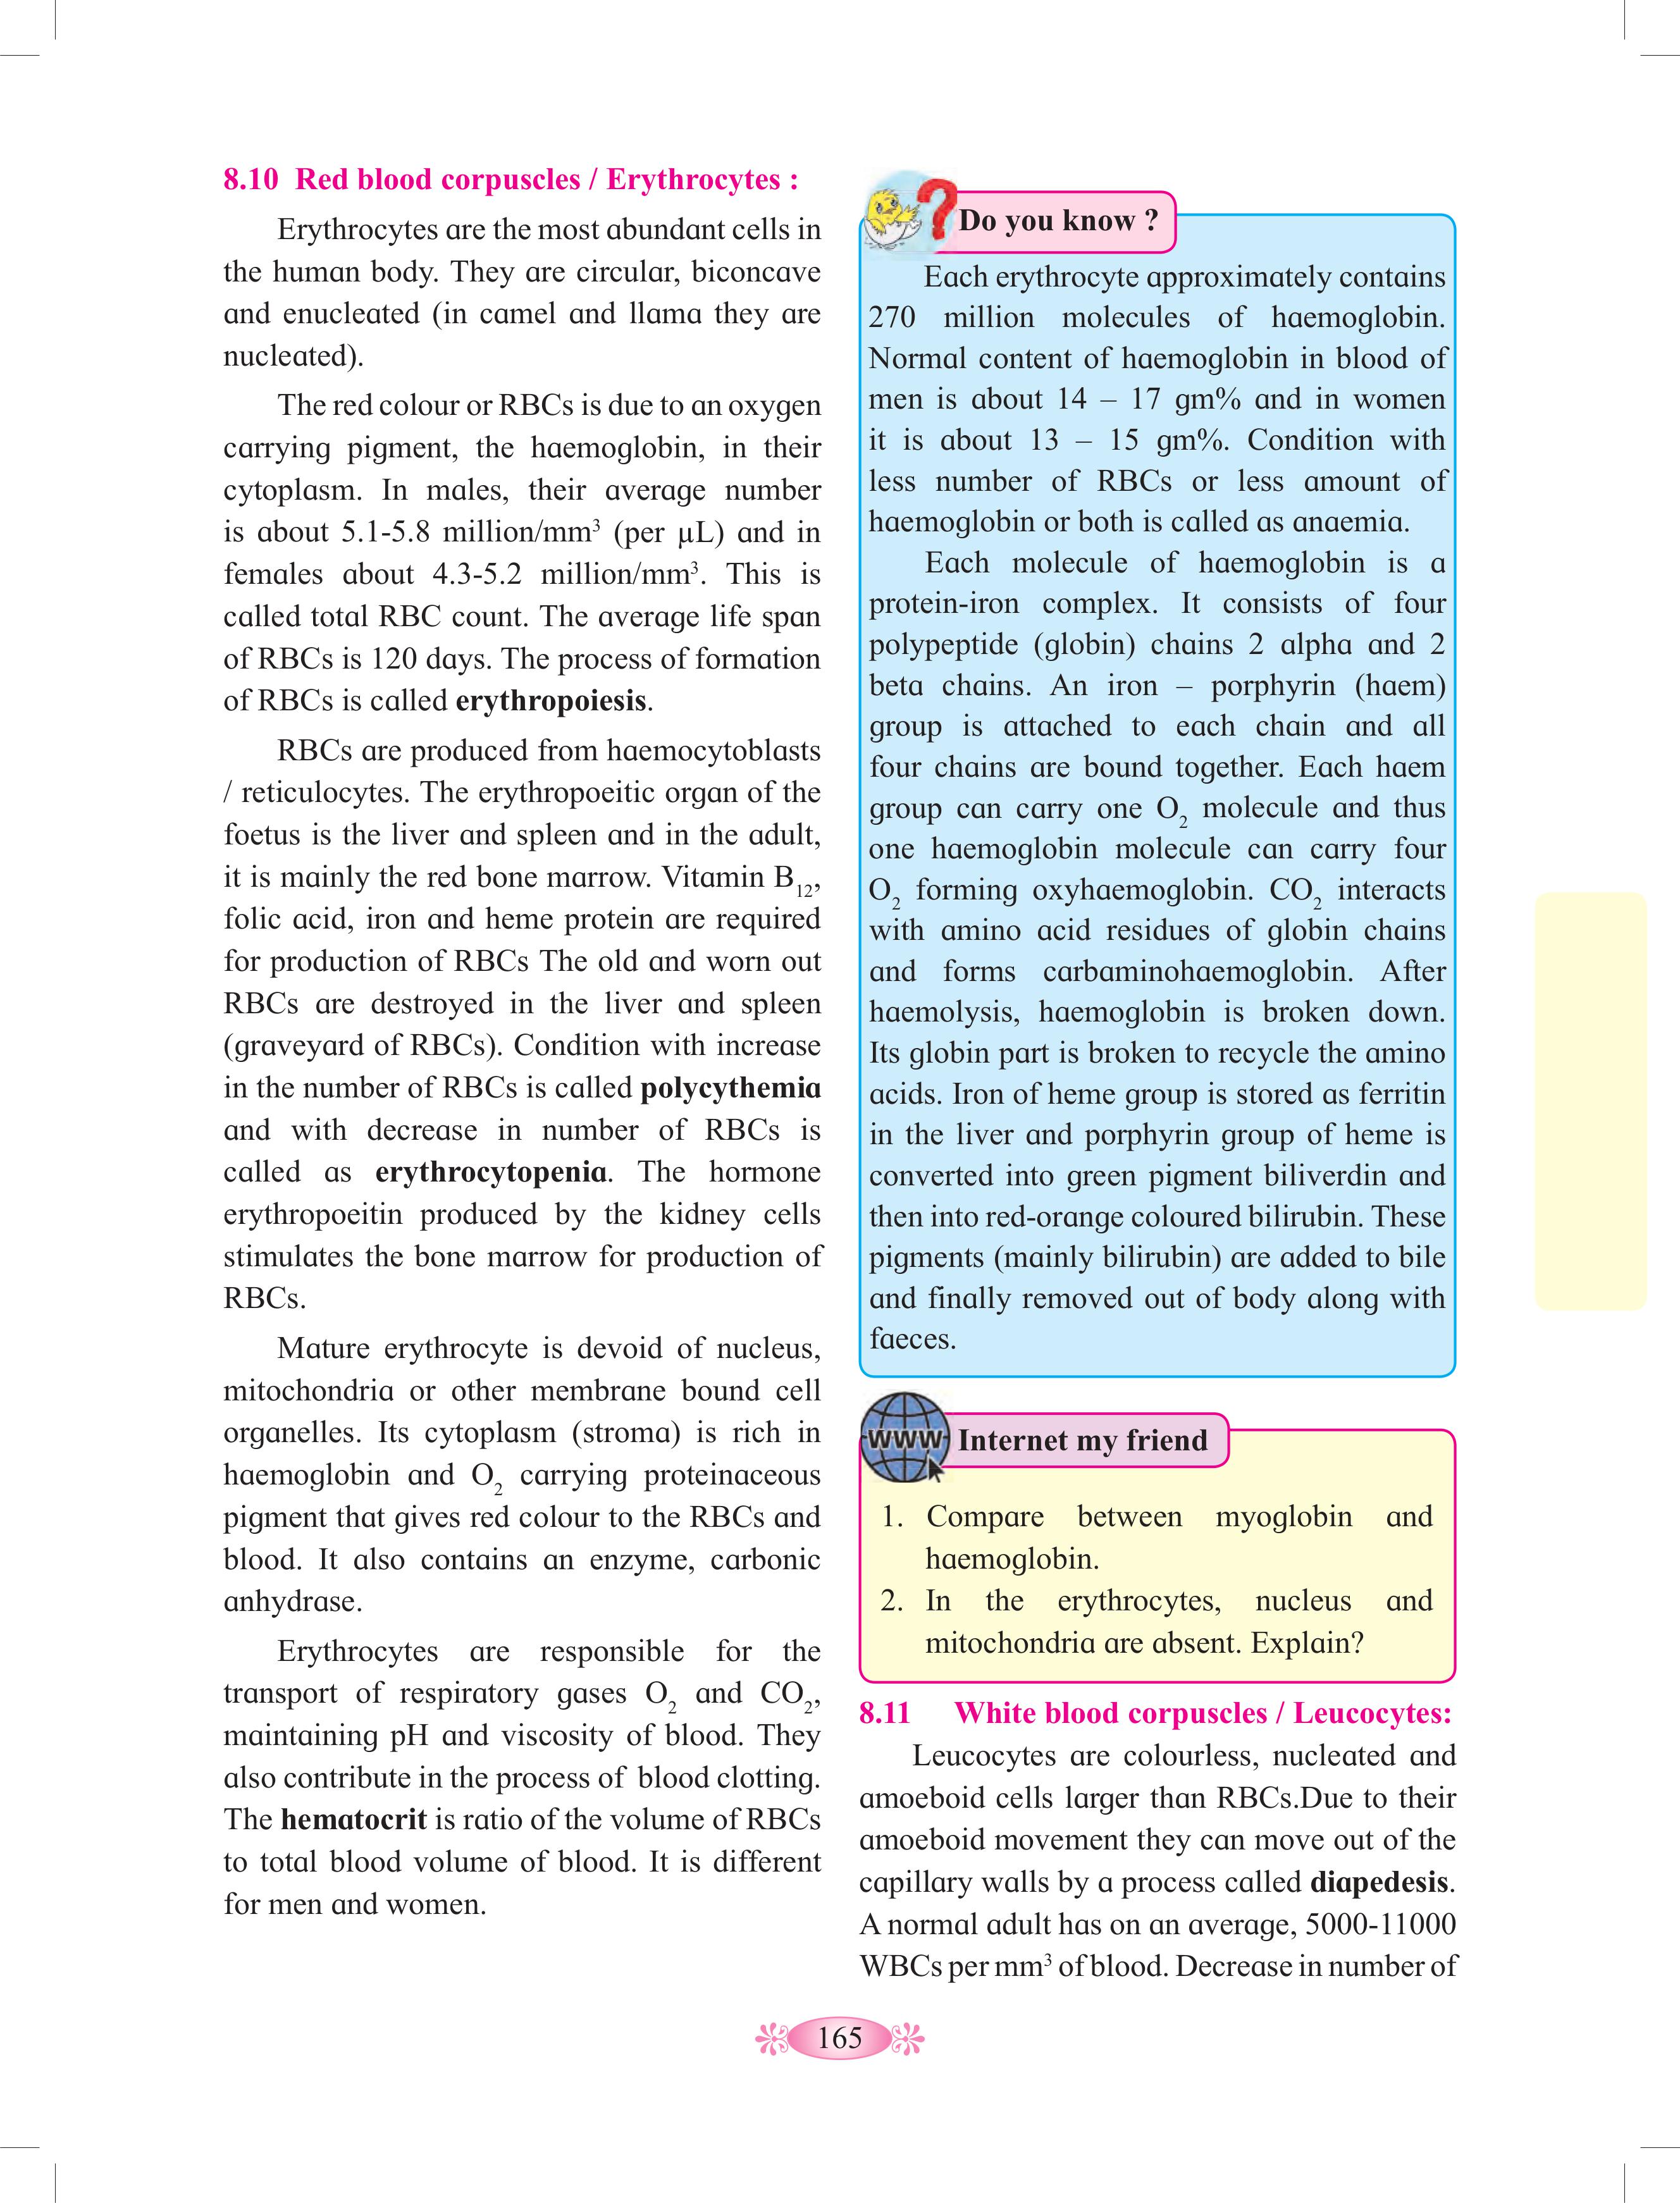 8.10 Red blood corpuscles / Erythrocytes :
Erythrocytes are the most abundant cells in
the human body. They are circular, biconcave
and enucleated (in camel and llama they are
nucleated).
The red colour or RBCs is due to an oxygen
carrying pigment, the haemoglobin, in their
cytoplasm. In males, their average number
is about 5.1-5.8 million/mm³ (per µL) and in
females about 4.3-5.2 million/mm³. This is
called total RBC count. The average life span
of RBCs is 120 days. The process of formation
of RBCs is called erythropoiesis.
RBCs are produced from haemocytoblasts
/ reticulocytes. The erythropoeitic organ of the
foetus is the liver and spleen and in the adult,
it is mainly the red bone marrow. Vitamin B₁₂,
folic acid, iron and heme protein are required
for production of RBCs The old and worn out
RBCs are destroyed in the liver and spleen
(graveyard of RBCs). Condition with increase
in the number of RBCs is called polycythemia
and with decrease in number of RBCs is
called as erythrocytopenia. The hormone
erythropoeitin produced by the kidney cells
stimulates the bone marrow for production of
RBCs.
Mature erythrocyte is devoid of nucleus,
mitochondria or other membrane bound cell
organelles. Its cytoplasm (stroma) is rich in
haemoglobin and O₂ carrying proteinaceous
pigment that gives red colour to the RBCs and
blood. It also contains an enzyme, carbonic
anhydrase.
Erythrocytes are responsible for the
transport of respiratory gases O₂ and CO₂,
maintaining pH and viscosity of blood. They
also contribute in the process of blood clotting.
The hematocrit is ratio of the volume of RBCs
to total blood volume of blood. It is different
for men and women.
Do you know ?
Each erythrocyte approximately contains
270 million molecules of haemoglobin.
Normal content of haemoglobin in blood of
men is about 14 – 17 gm% and in women
it is about 13 – 15 gm%. Condition with
less number of RBCs or less amount of
haemoglobin or both is called as anaemia.
Each molecule of haemoglobin is a
protein-iron complex. It consists of four
polypeptide (globin) chains 2 alpha and 2
beta chains. An iron – porphyrin (haem)
group is attached to each chain and all
four chains are bound together. Each haem
group can carry one O₂ molecule and thus
one haemoglobin molecule can carry four
O₂ forming oxyhaemoglobin. CO₂ interacts
with amino acid residues of globin chains
and forms carbaminohaemoglobin. After
haemolysis, haemoglobin is broken down.
Its globin part is broken to recycle the amino
acids. Iron of heme group is stored as ferritin
in the liver and porphyrin group of heme is
converted into green pigment biliverdin and
then into red-orange coloured bilirubin. These
pigments (mainly bilirubin) are added to bile
and finally removed out of body along with
faeces.
WWW Internet my friend
1. Compare between myoglobin and
haemoglobin.
2. In the erythrocytes, nucleus and
mitochondria are absent. Explain?
8.11 White blood corpuscles / Leucocytes:
Leucocytes are colourless, nucleated and
amoeboid cells larger than RBCs.Due to their
amoeboid movement they can move out of the
capillary walls by a process called diapedesis.
A normal adult has on an average, 5000-11000
WBCs per mm³ of blood. Decrease in number of
165